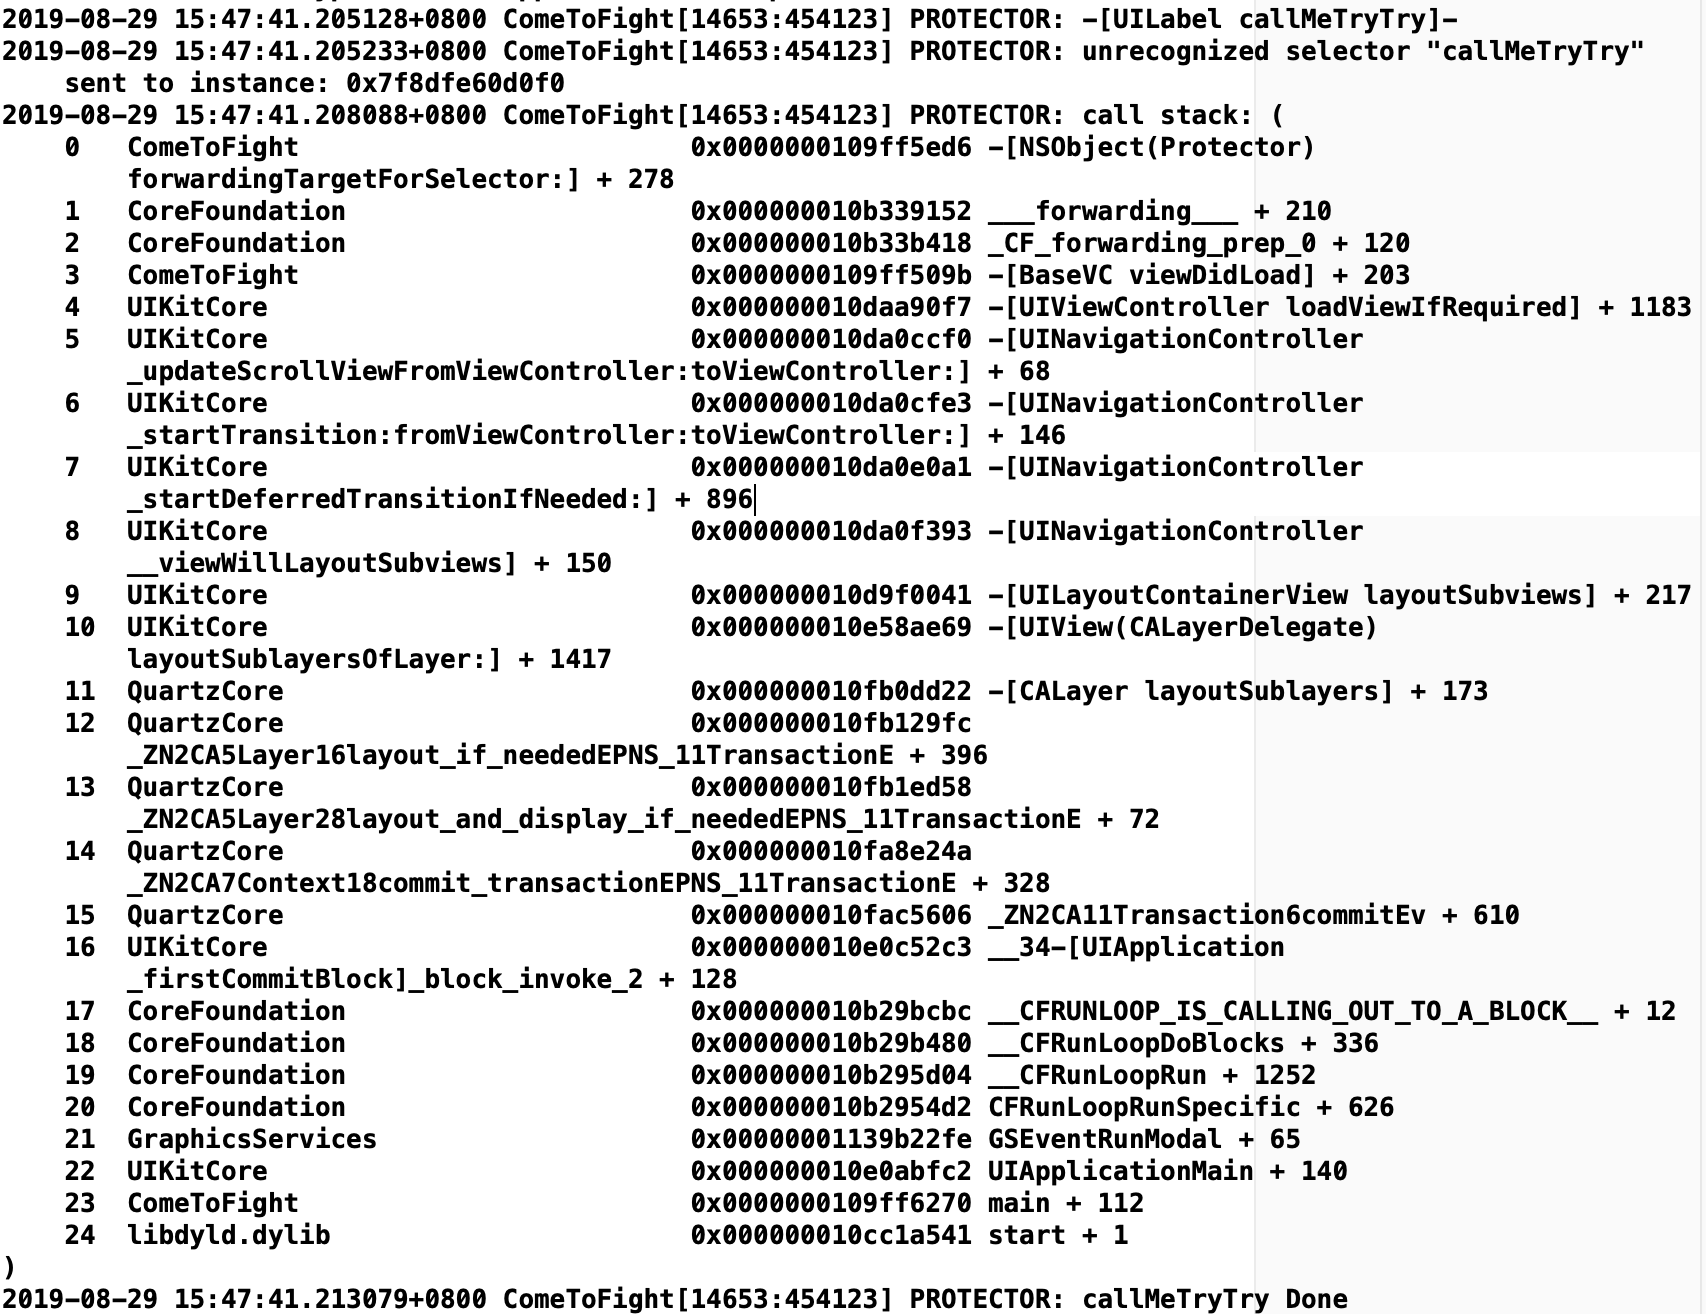 2019-08-29 15:47:41.205128+0800 ComeToFight[14653:454123] PROTECTOR: -[UILabel callMeTryTry]-
2019-08-29 15:47:41.205233+0800 ComeToFight[14653:454123] PROTECTOR: unrecognized selector "callMeTryTry"
sent to instance: 0x7f8dfe60d0f0
2019-08-29 15:47:41.208088+0800 ComeToFight[14653:454123] PROTECTOR: call stack: (
0 ComeToFight 0x0000000109ff5ed6 -[NSObject(Protector)
forwardingTargetForSelector:] + 278
1 CoreFoundation 0x000000010b339152 ___forwarding___ + 210
2 CoreFoundation 0x000000010b33b418 _CF_forwarding_prep_0 + 120
3 ComeToFight 0x0000000109ff509b -[BaseVC viewDidLoad] + 203
4 UIKitCore 0x000000010daa90f7 -[UIViewController loadViewIfRequired] + 1183
5 UIKitCore 0x000000010da0ccf0 -[UINavigationController
_updateScrollViewFromViewController:toViewController:] + 68
6 UIKitCore 0x000000010da0cfe3 -[UINavigationController
_startTransition:fromViewController:toViewController:] + 146
7 UIKitCore 0x000000010da0e0a1 -[UINavigationController
_startDeferredTransitionIfNeeded:] + 896
8 UIKitCore 0x000000010da0f393 -[UINavigationController
__viewWillLayoutSubviews] + 150
9 UIKitCore 0x000000010d9f0041 -[UILayoutContainerView layoutSubviews] + 217
10 UIKitCore 0x000000010e58ae69 -[UIView(CALayerDelegate)
layoutSublayersOfLayer:] + 1417
11 QuartzCore 0x000000010fb0dd22 -[CALayer layoutSublayers] + 173
12 QuartzCore 0x000000010fb129fc
_ZN2CA5Layer16layout_if_neededEPNS_11TransactionE + 396
13 QuartzCore 0x000000010fb1ed58
_ZN2CA5Layer28layout_and_display_if_neededEPNS_11TransactionE + 72
14 QuartzCore 0x000000010fa8e24a
_ZN2CA7Context18commit_transactionEPNS_11TransactionE + 328
15 QuartzCore 0x000000010fac5606 _ZN2CA11Transaction6commitEv + 610
16 UIKitCore 0x000000010e0c52c3 __34-[UIApplication
_firstCommitBlock]_block_invoke_2 + 128
17 CoreFoundation 0x000000010b29bcbc __CFRUNLOOP_IS_CALLING_OUT_TO_A_BLOCK__ + 12
18 CoreFoundation 0x000000010b29b480 __CFRunLoopDoBlocks + 336
19 CoreFoundation 0x000000010b295d04 __CFRunLoopRun + 1252
20 CoreFoundation 0x000000010b2954d2 CFRunLoopRunSpecific + 626
21 GraphicsServices 0x00000001139b22fe GSEventRunModal + 65
22 UIKitCore 0x000000010e0abfc2 UIApplicationMain + 140
23 ComeToFight 0x0000000109ff6270 main + 112
24 libdyld.dylib 0x000000010cc1a541 start + 1
)
2019-08-29 15:47:41.213079+0800 ComeToFight[14653:454123] PROTECTOR: callMeTryTry Done